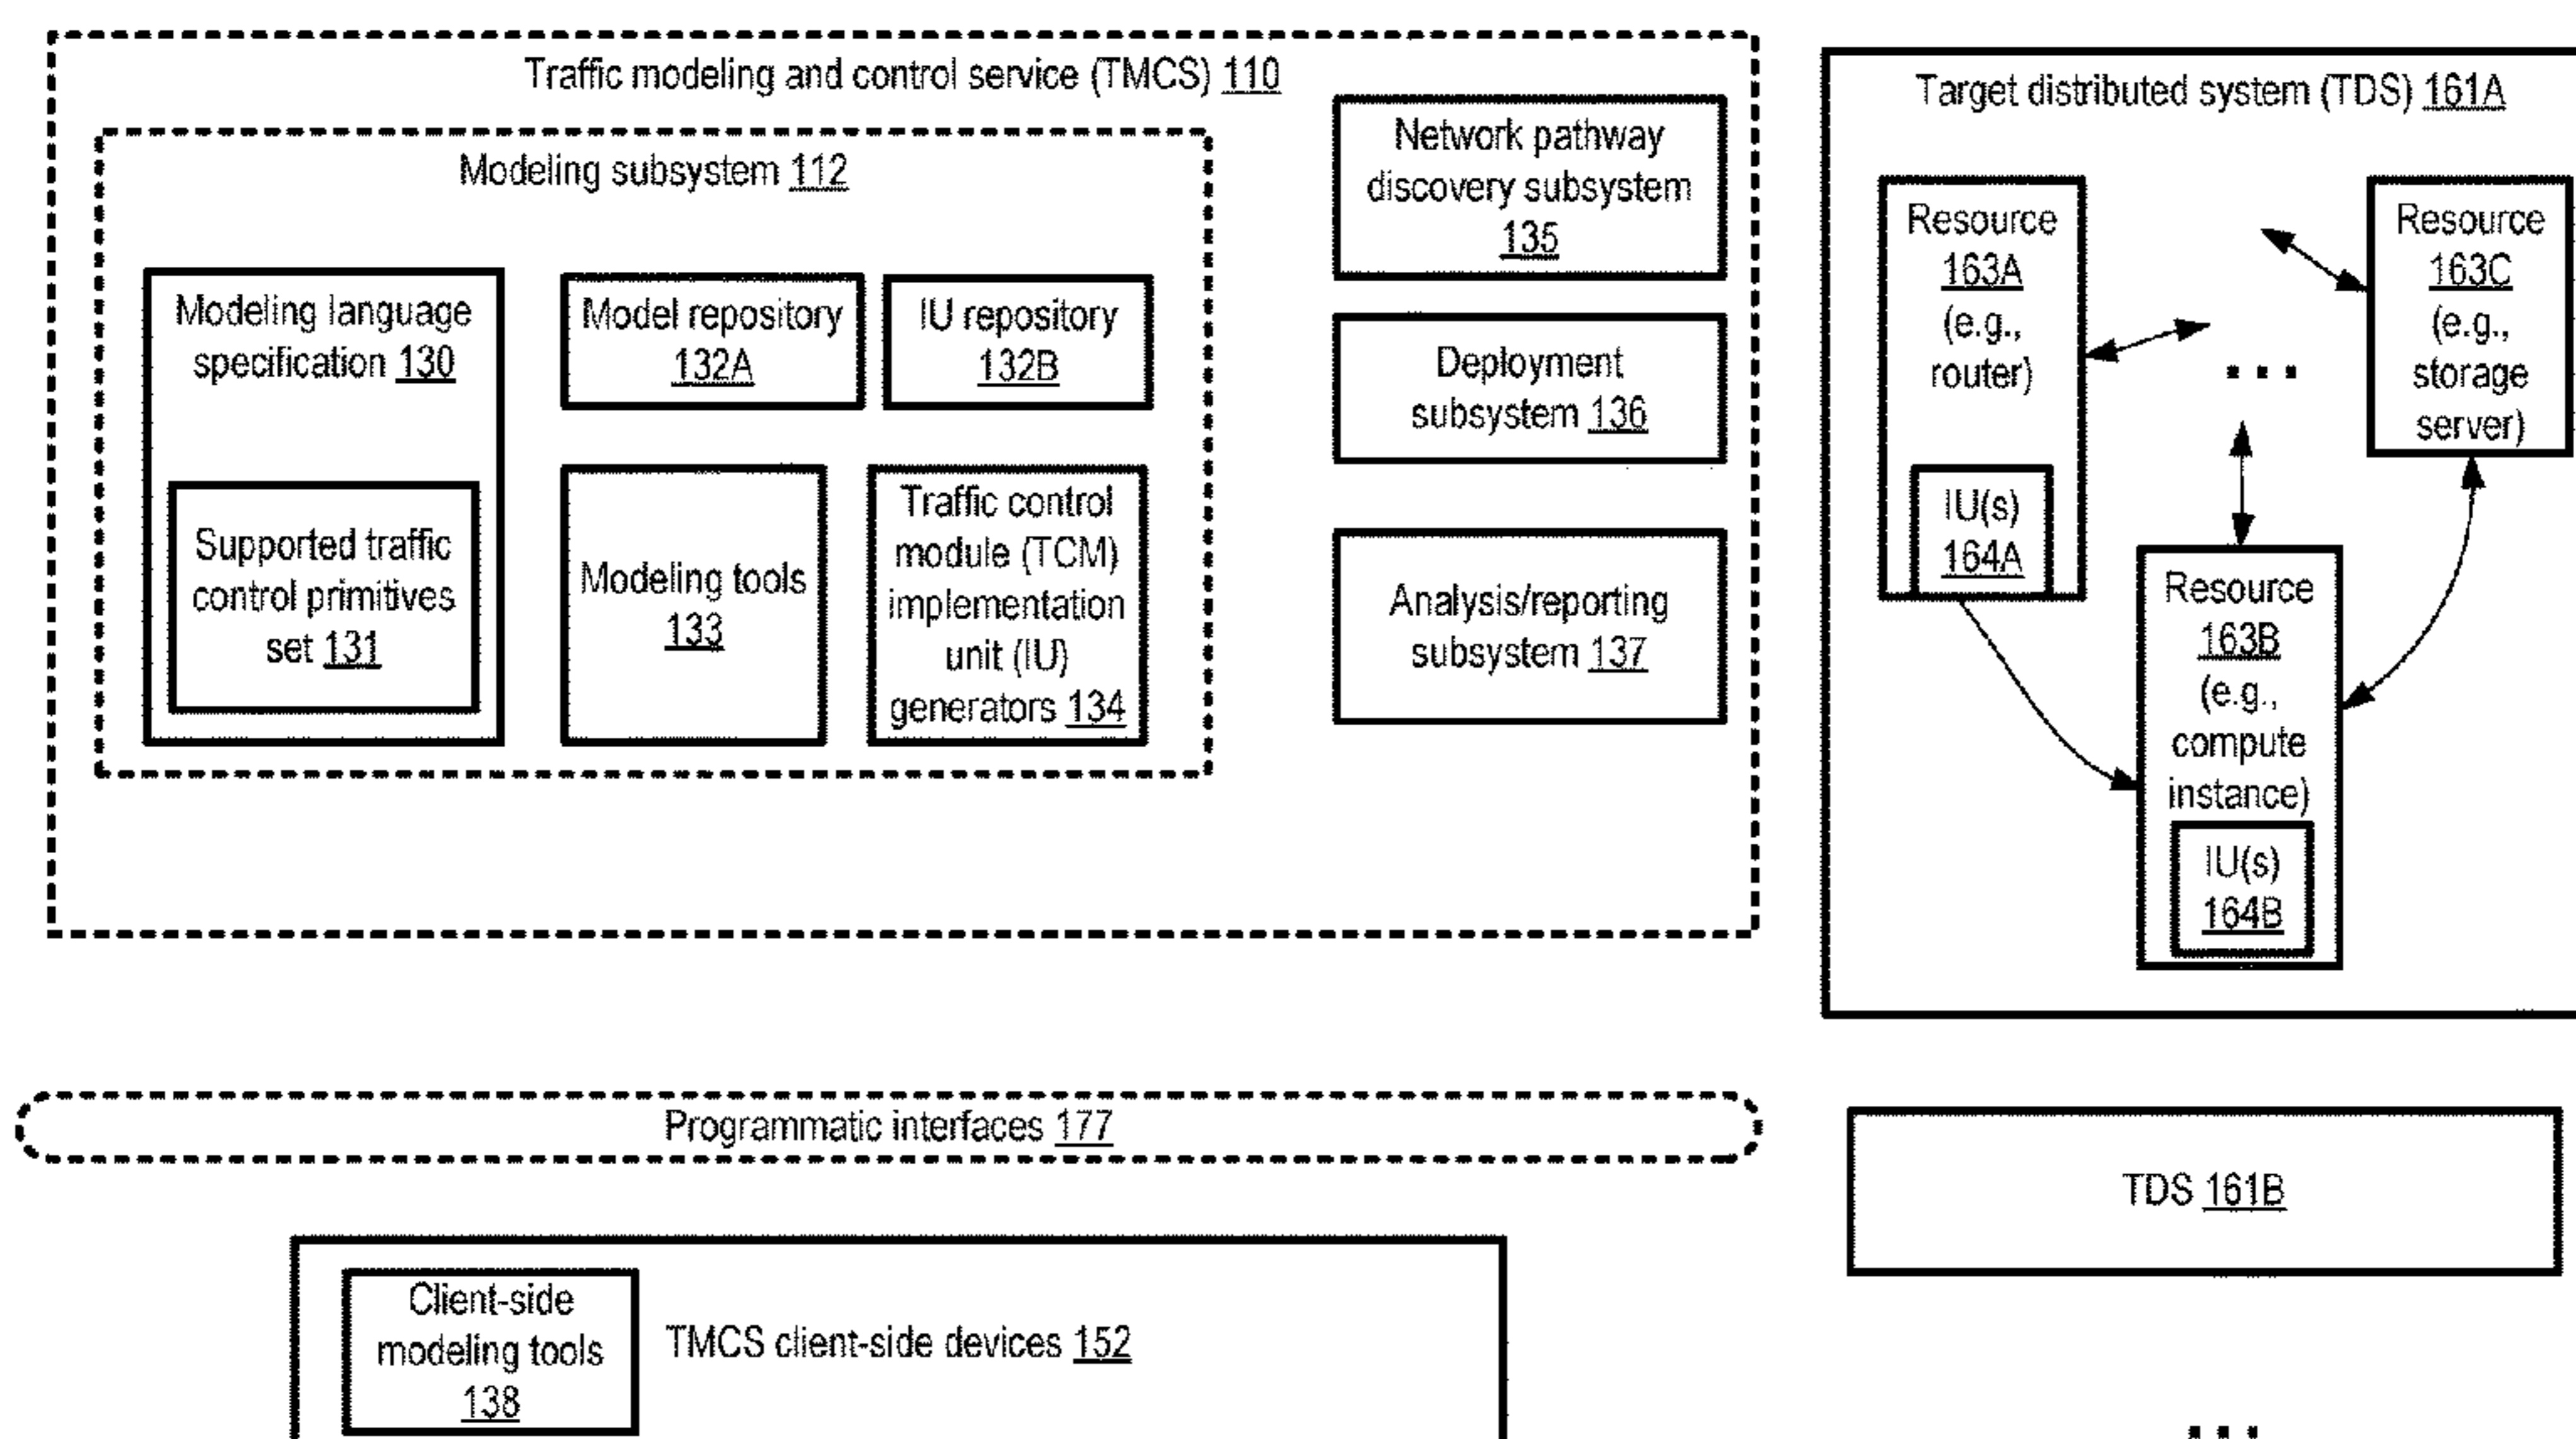 Traffic modeling and control service (TMCS) 110
Modeling subsystem 112
Modeling language
specification 130
Supported traffic
control primitives
set 131
Model repository
132A
IU repository
132B
Modeling tools
133
Traffic control
module (TCM)
implementation
unit (IU)
generators 134
Network pathway
discovery subsystem
135
Deployment
subsystem 136
Analysis/reporting
subsystem 137
Target distributed system (TDS) 161A
Resource
163A
(e.g.,
router)
IU(s)
164A
...
Resource
163C
(e.g.,
storage
server)
Resource
163B
(e.g.,
compute
instance)
IU(s)
164B
Programmatic interfaces 177
Client-side
modeling tools
138
TMCS client-side devices 152
TDS 161B
...